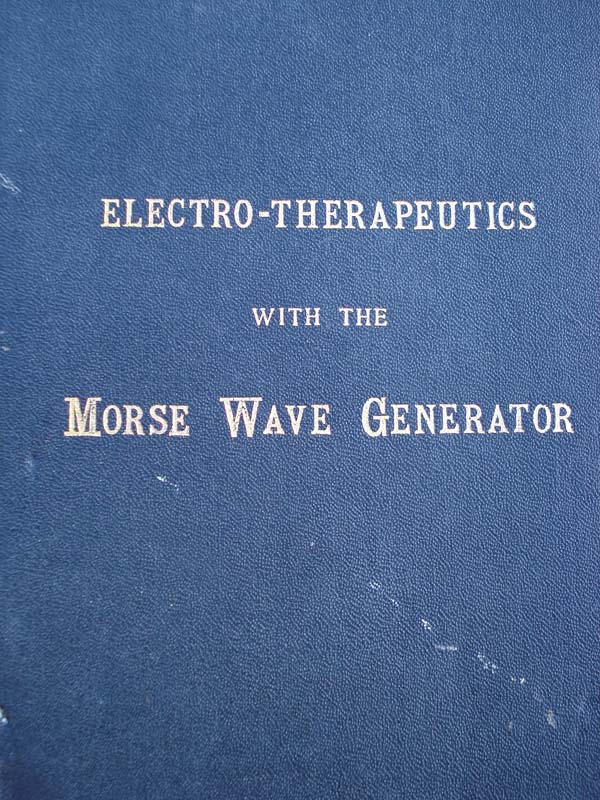 ELECTRO-THERAPEUTICS
WITH THE
MORSE WAVE GENERATOR